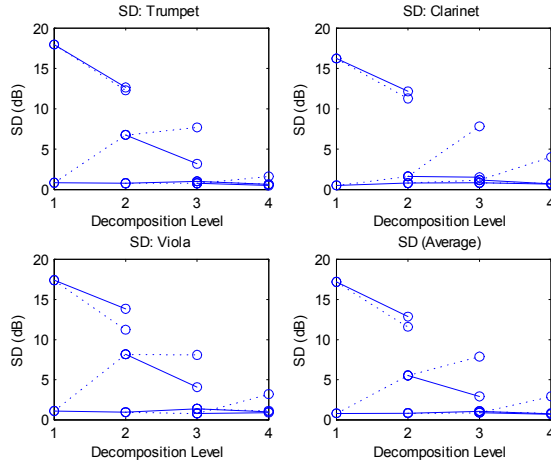 SD: Trumpet
20
15
10
5
0
SD (dB)
1 2 3 4
Decomposition Level
SD: Clarinet
20
15
10
5
0
SD (dB)
1 2 3 4
Decomposition Level
SD: Viola
20
15
10
5
0
SD (dB)
1 2 3 4
Decomposition Level
SD (Average)
20
15
10
5
0
SD (dB)
1 2 3 4
Decomposition Level